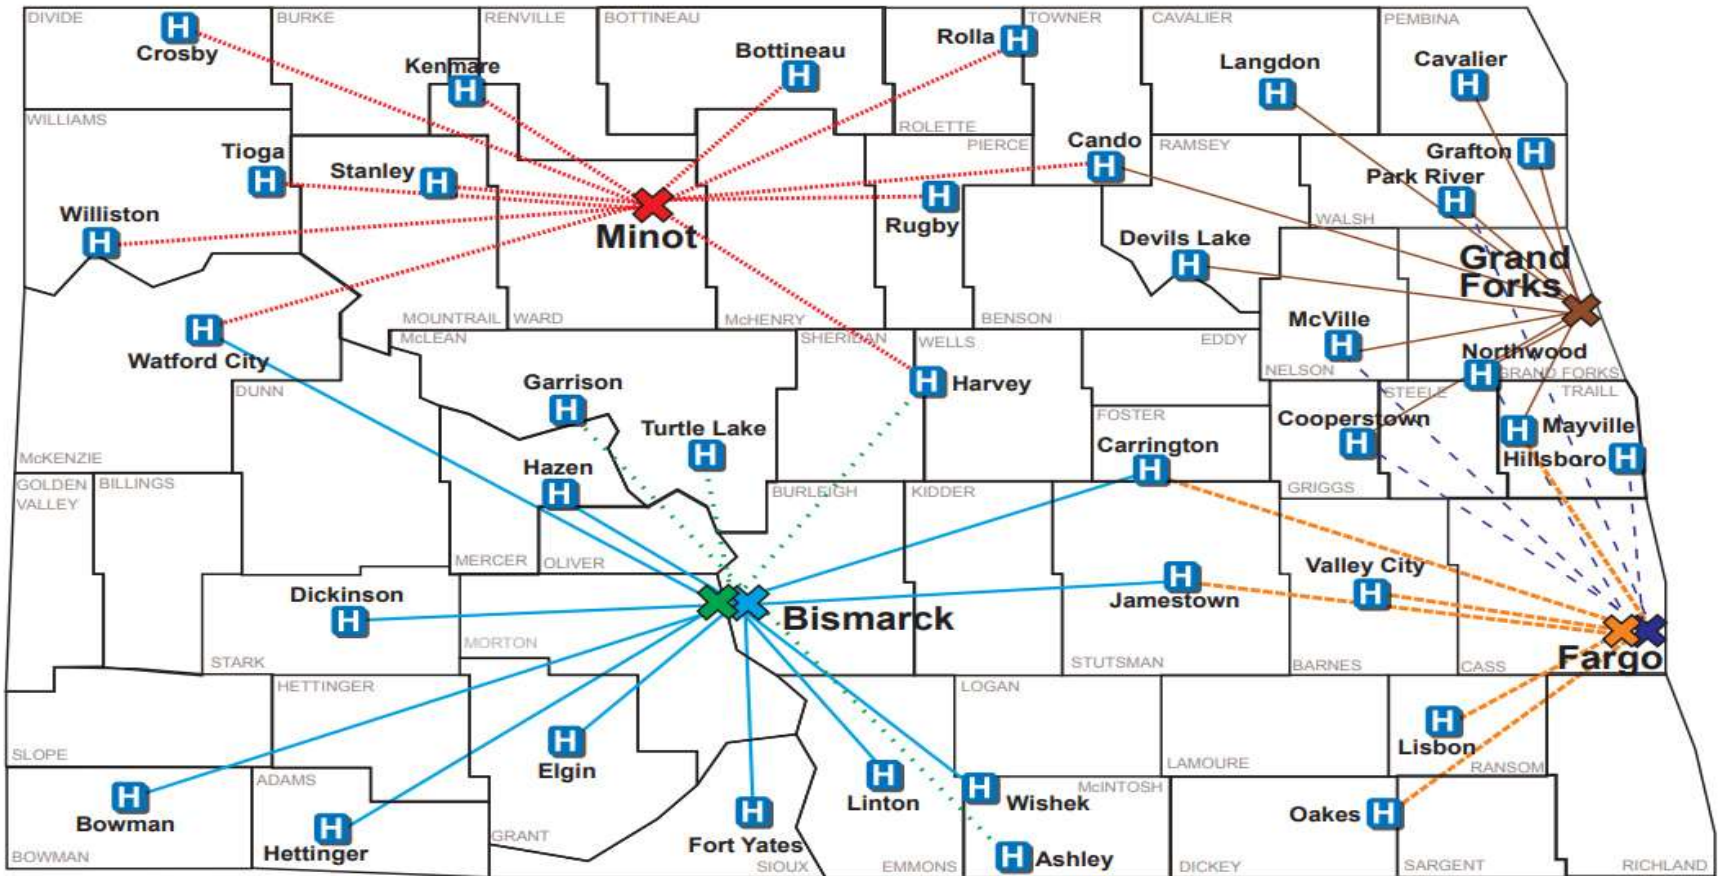 DIVIDE
BURKE
RENVILLE
BOTTINEAU
TOWNER
CAVALIER
PEMBINA
H
Crosby
Kenmare
H
Bottineau
H
Rolla H
Langdon
H
Cavalier
H
WILLIAMS
ROLETTE
PIERCE
RAMSEY
Tioga
H
Stanley H
Cando
H
Grafton H
Park River
H
Williston
H
Minot
H
Rugby
WALSH
Devils Lake
H
Grand
Forks
McVille
H
MOUNTRAIL
WARD
McHENRY
BENSON
H
Watford City
McLEAN
SHERIDAN
WELLS
EDDY
NELSON
Northwood
H
GRAND FORKS
DUNN
Garrison
H
H Harvey
STEELE
TRAILL
FOSTER
Turtle Lake
H
Carrington
H
Cooperstown
H
H Mayville
Hillsboro H
McKENZIE
Hazen
H
GOLDEN
VALLEY
BILLINGS
BURLEIGH
KIDDER
GRIGGS
MERCER
OLIVER
Dickinson
H
Bismarck
H
Jamestown
Valley City
H
MORTON
STARK
STUTSMAN
BARNES
CASS
Fargo
HETTINGER
LOGAN
SLOPE
H
Elgin
H
Lisbon
LAMOURE
RANSOM
ADAMS
H
Bowman
H
Linton
H Wishek
McINTOSH
H
Hettinger
H
Fort Yates
Oakes H
GRANT
BOWMAN
SIOUX
EMMONS
H Ashley
DICKEY
SARGENT
RICHLAND